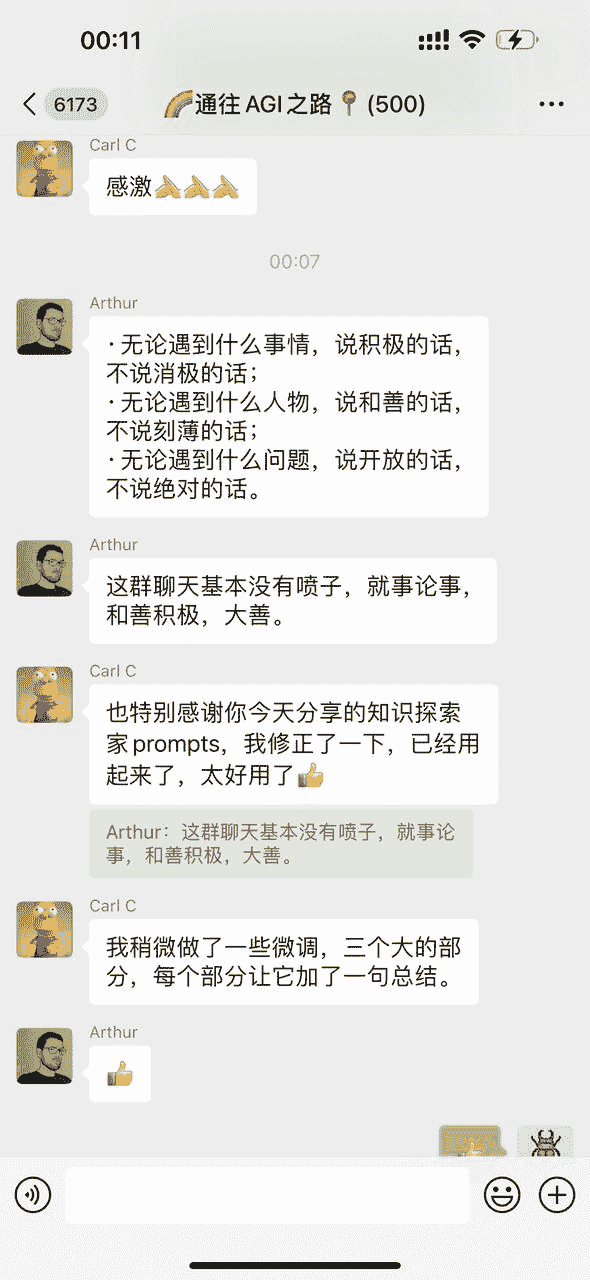 00:11
6173
🌈通往AGI之路📍(500)
Carl C
感激🙏🙏🙏
00:07
Arthur
· 无论遇到什么事情，说积极的话，
不说消极的话；
· 无论遇到什么人物，说和善的话，
不说刻薄的话；
· 无论遇到什么问题，说开放的话，
不说绝对的话。
Arthur
这群聊天基本没有喷子，就事论事，
和善积极，大善。
Carl C
也特别感谢你今天分享的知识探索
家prompts，我修正了一下，已经用
起来了，太好用了👍
Arthur：这群聊天基本没有喷子，就事论
事，和善积极，大善。
Carl C
我稍微做了一些微调，三个大的部
分，每个部分让它加了一句总结。
Arthur
👍